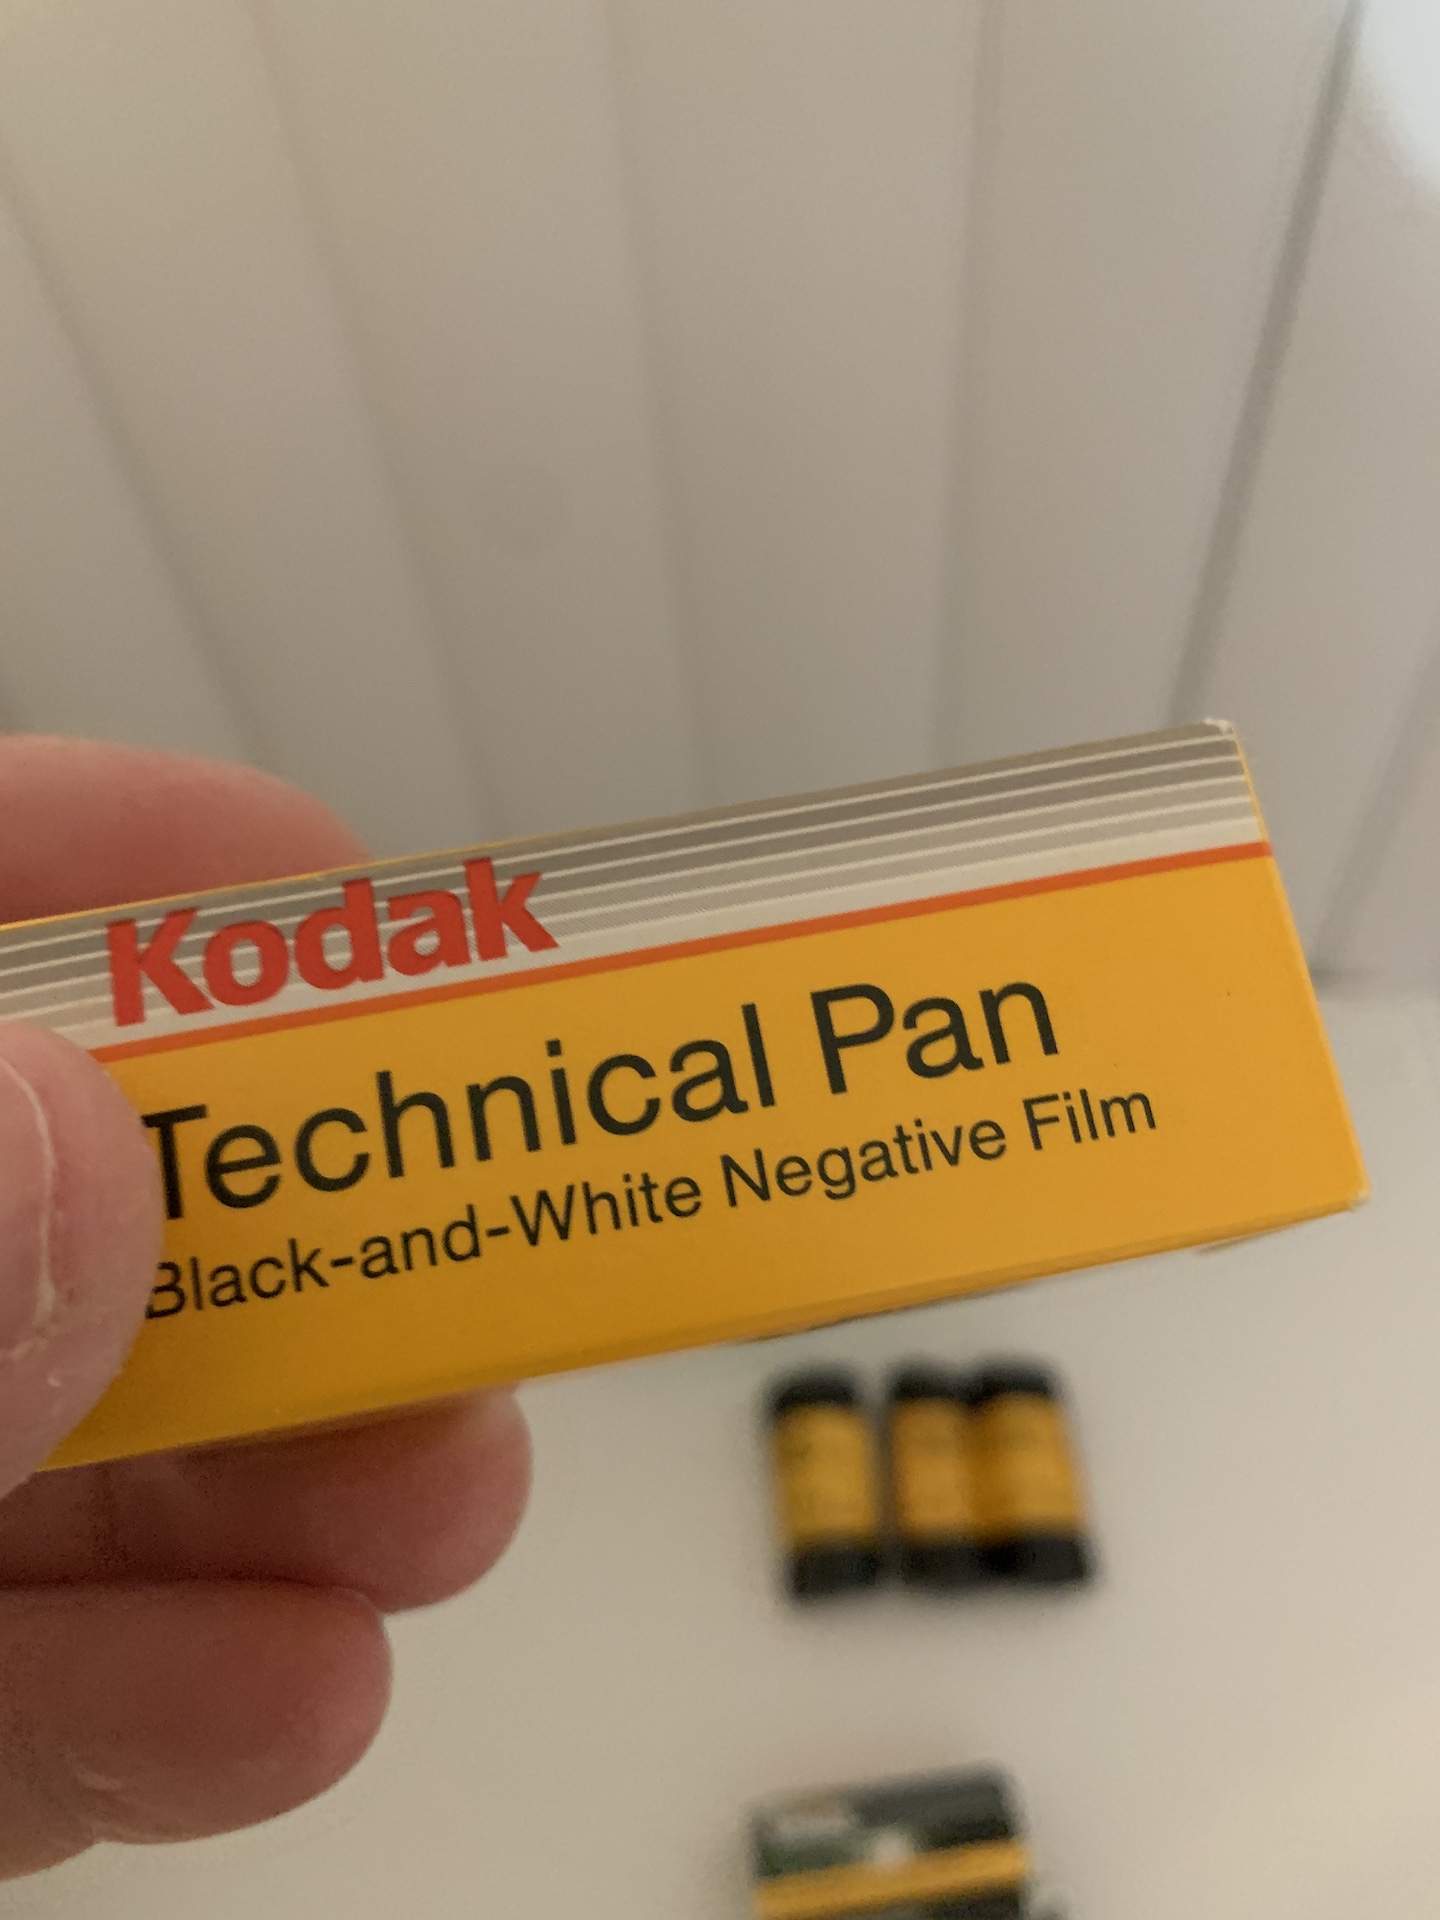 Kodak
Technical Pan
Black-and-White Negative Film